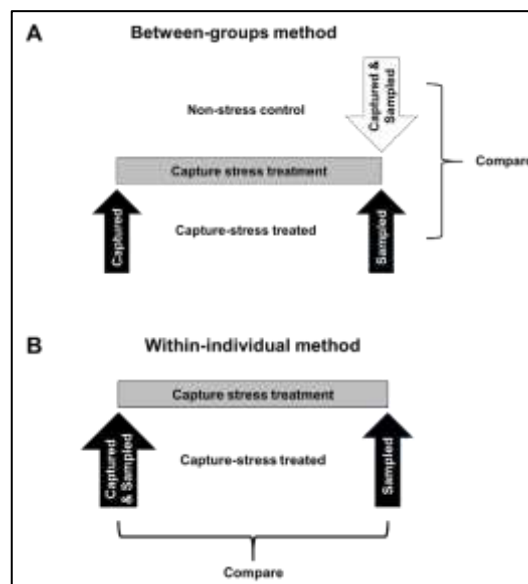 A
Between-groups method
Captured &
Sampled
Non-stress control
Compare
Capture stress treatment
Captured
Capture-stress treated
Sampled
B
Within-individual method
Capture stress treatment
Captured
& Sampled
Capture-stress treated
Sampled
Compare